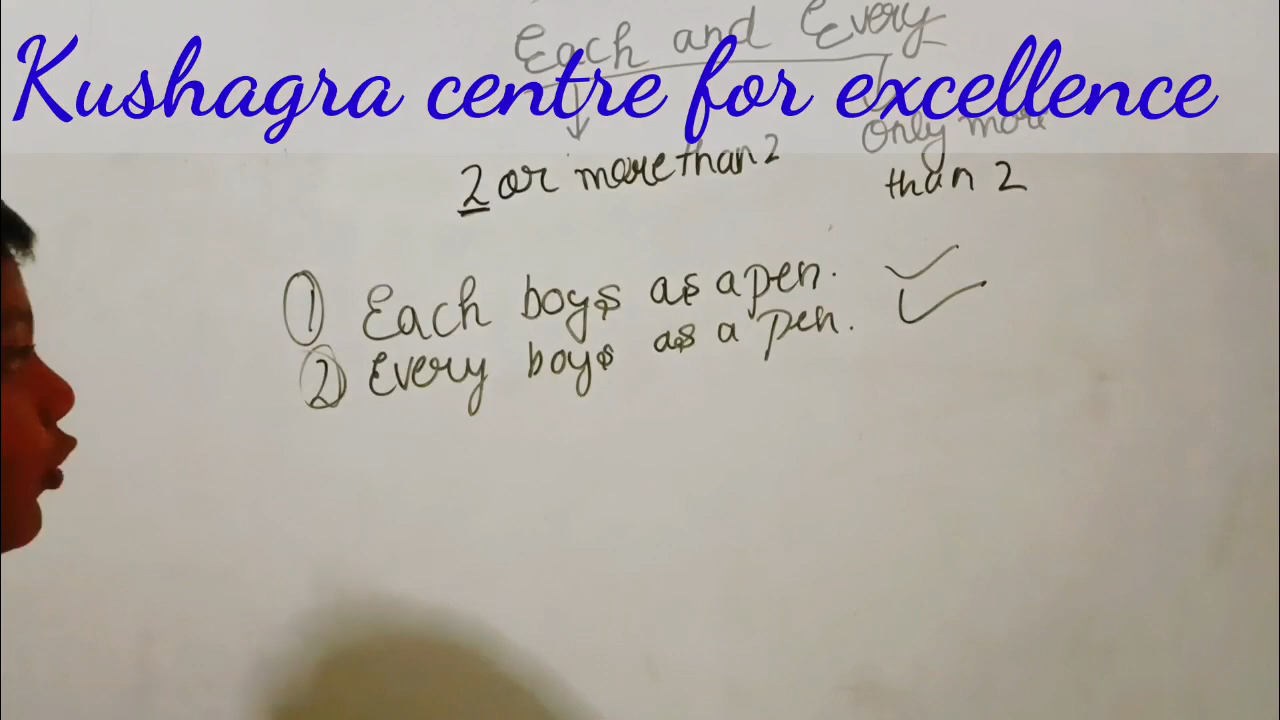 Each and Every
Kushagra centre for excellence
2 or more than 2
Only more
than 2
1 Each boys as a pen.
2 Every boys as a pen.